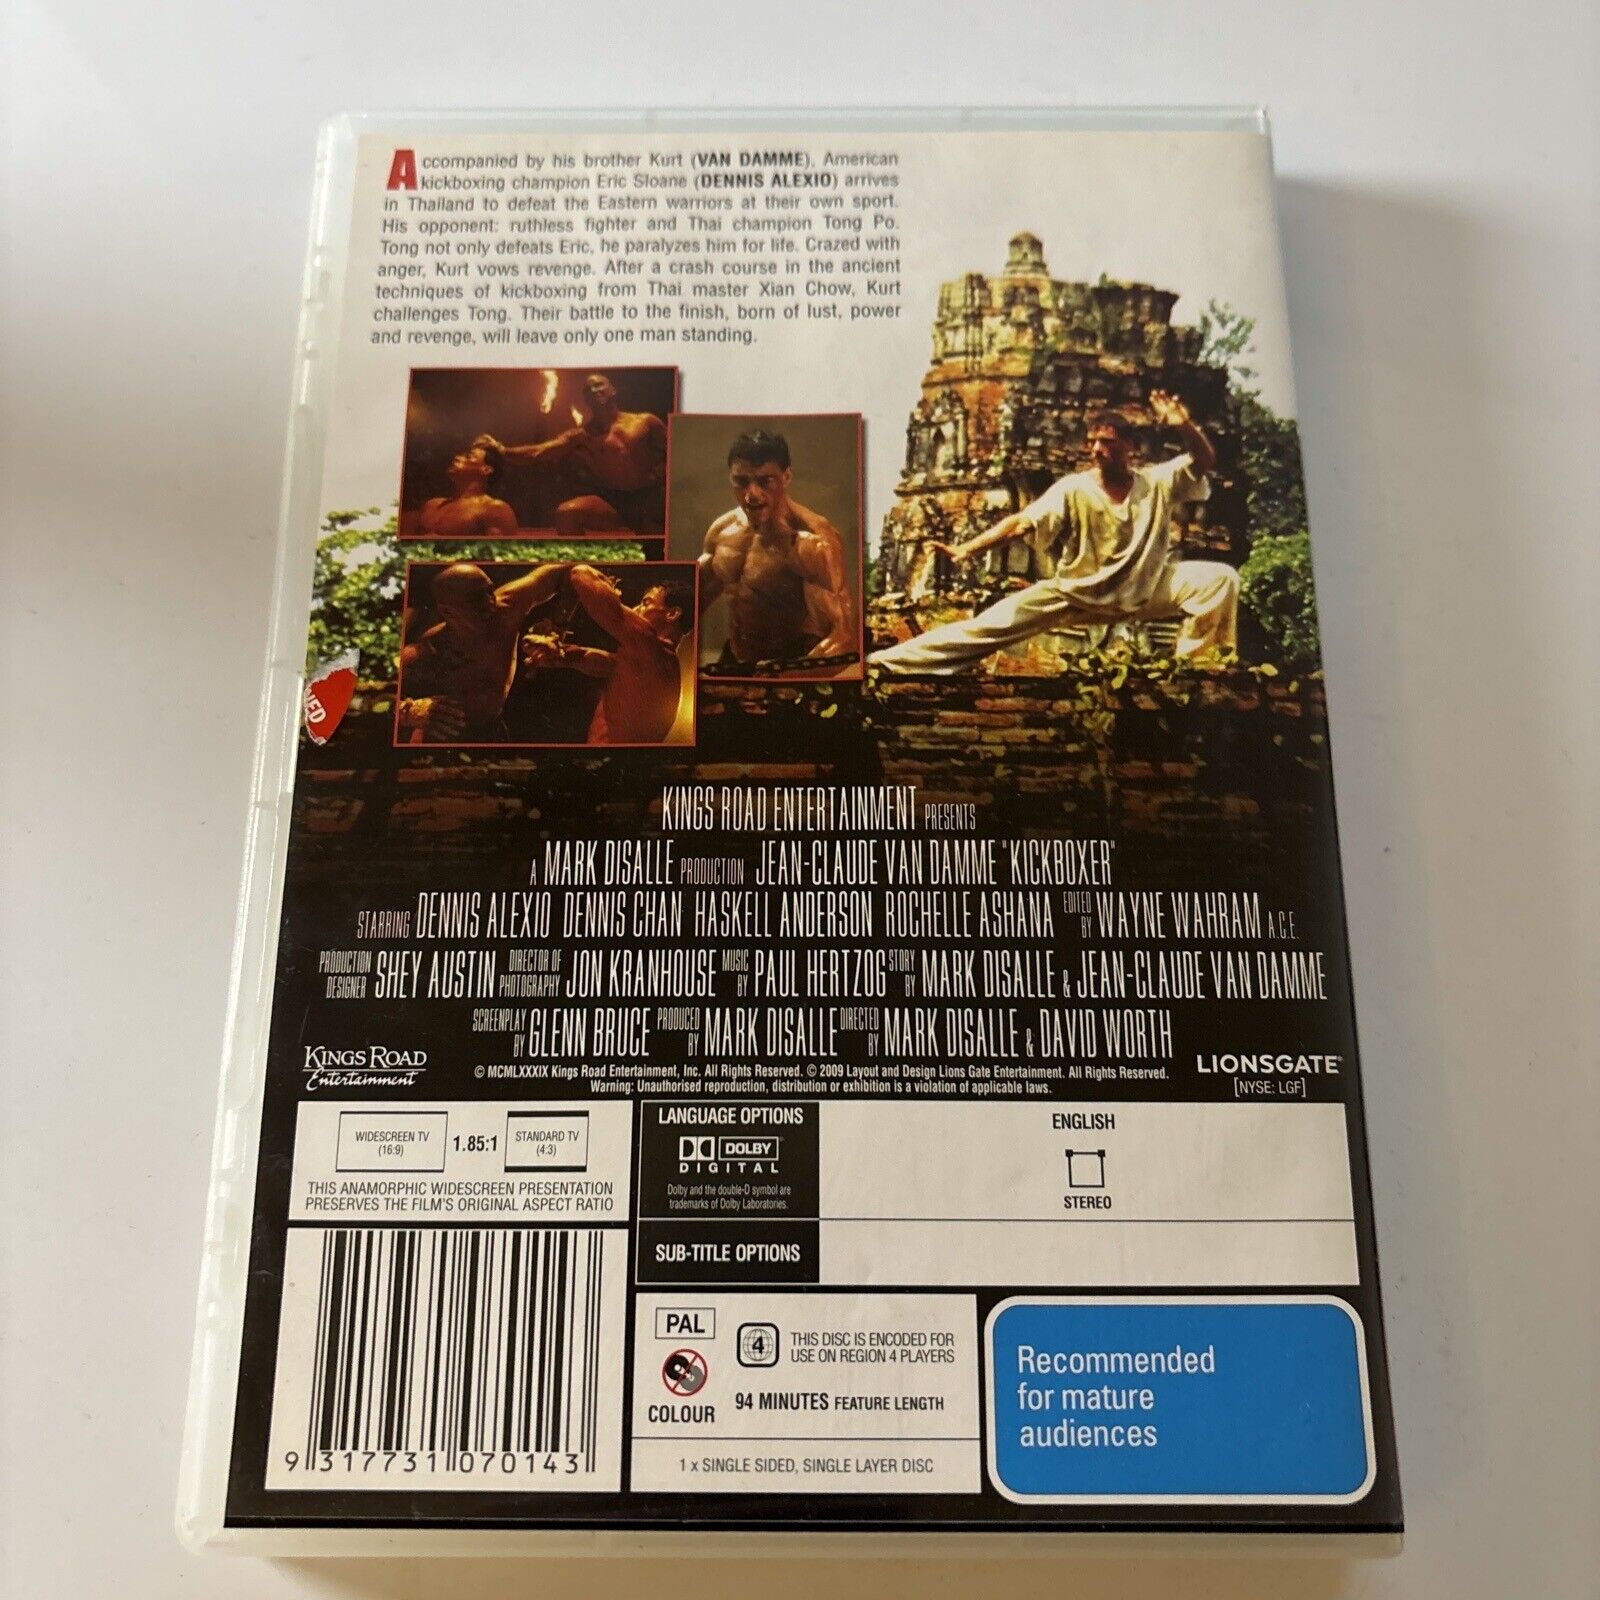 Accompanied by his brother Kurt (VAN DAMME), American
kickboxing champion Eric Sloane (DENNIS ALEXIO) arrives
in Thailand to defeat the Eastern warriors at their own sport.
His opponent: ruthless fighter and Thai champion Tong Po.
Tong not only defeats Eric, he paralyzes him for life. Crazed with
anger, Kurt vows revenge. After a crash course in the ancient
techniques of kickboxing from Thai master Xian Chow, Kurt
challenges Tong. Their battle to the finish, born of lust, power
and revenge, will leave only one man standing.
KINGS ROAD ENTERTAINMENT PRESENTS
A MARK DISALLE PRODUCTION JEAN-CLAUDE VAN DAMME "KICKBOXER"
STARRING DENNIS ALEXIO DENNIS CHAN HASKELL ANDERSON ROCHELLE ASHANA EDITED BY WAYNE WAHRAM A.C.E.
PRODUCTION DESIGNER SHEY AUSTIN DIRECTOR OF PHOTOGRAPHY JON KRANHOUSE MUSIC BY PAUL HERTZOG STORY BY MARK DISALLE & JEAN-CLAUDE VAN DAMME
SCREENPLAY BY GLENN BRUCE PRODUCED BY MARK DISALLE DIRECTED BY MARK DISALLE & DAVID WORTH
KINGS ROAD
Entertainment
© MCMLXXXIX Kings Road Entertainment, Inc. All Rights Reserved. © 2009 Layout and Design Lions Gate Entertainment. All Rights Reserved.
Warning: Unauthorised reproduction, distribution or exhibition is a violation of applicable laws.
LIONSGATE®
[NYSE: LGF]
WIDESCREEN TV
(16:9)
1.85:1
STANDARD TV
(4:3)
THIS ANAMORPHIC WIDESCREEN PRESENTATION
PRESERVES THE FILM'S ORIGINAL ASPECT RATIO
LANGUAGE OPTIONS
DOLBY
DIGITAL
Dolby and the double-D symbol are
trademarks of Dolby Laboratories.
ENGLISH
STEREO
SUB-TITLE OPTIONS
9 317731 070143
PAL
COLOUR
4
THIS DISC IS ENCODED FOR
USE ON REGION 4 PLAYERS
94 MINUTES FEATURE LENGTH
1 x SINGLE SIDED, SINGLE LAYER DISC
Recommended
for mature
audiences